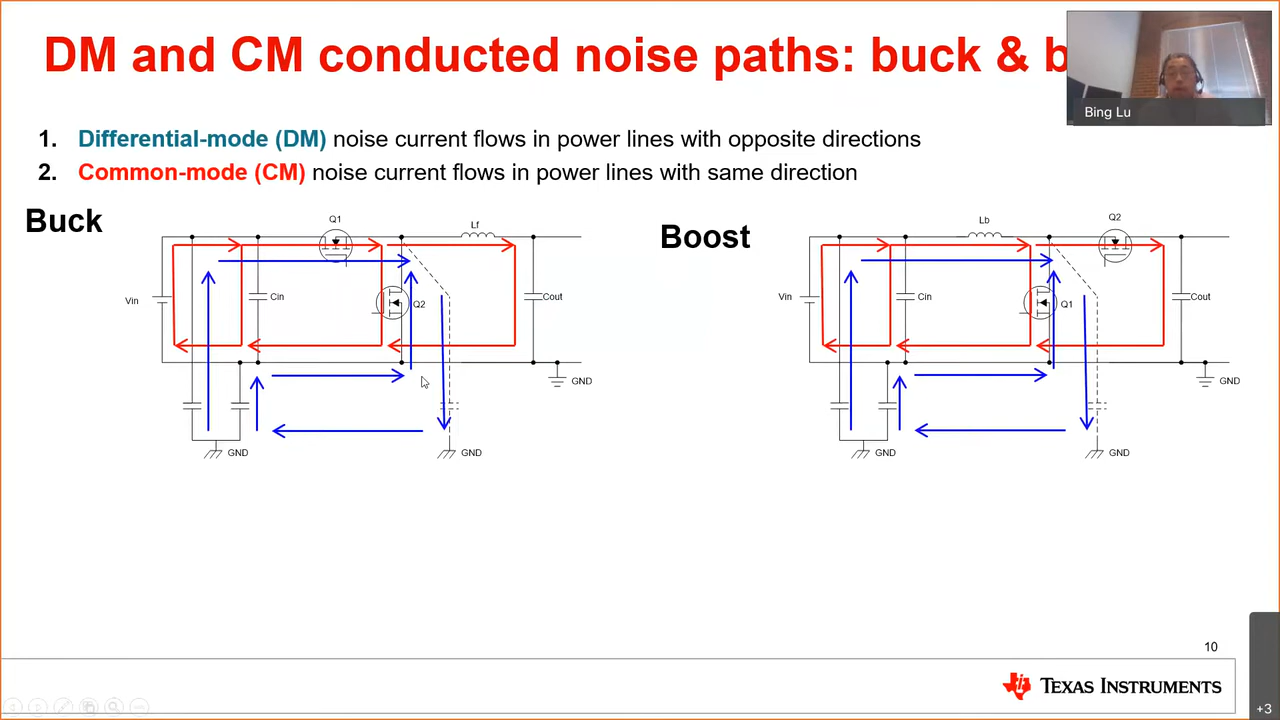 DM and CM conducted noise paths: buck & b
Bing Lu
1. Differential-mode (DM) noise current flows in power lines with opposite directions
2. Common-mode (CM) noise current flows in power lines with same direction
Buck
Q1
Lf
Vin
Cin
Q2
Cout
GND
GND
GND
Boost
Lb
Q2
Vin
Cin
Q1
Cout
GND
GND
GND
10
TEXAS INSTRUMENTS
+3